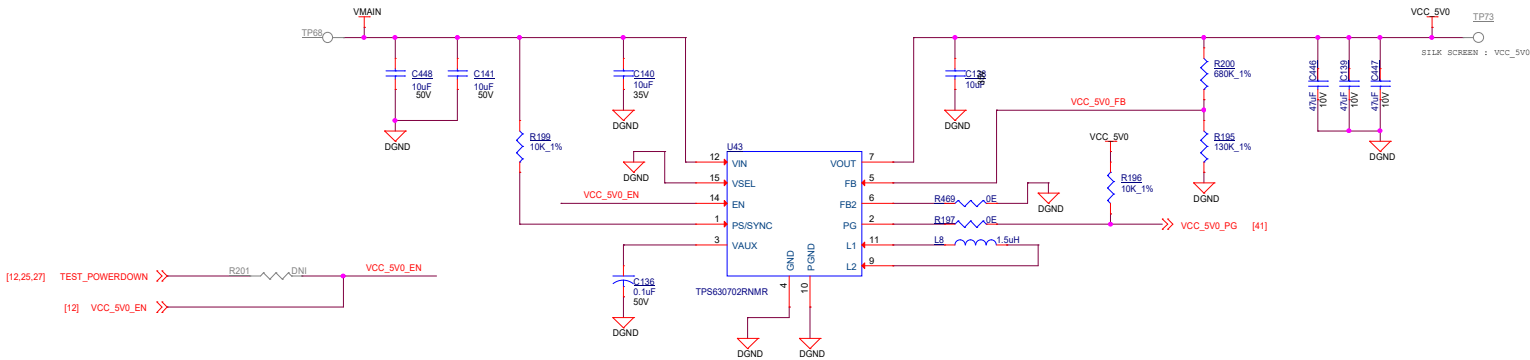 VMAIN
TP68
C448
10uF
50V
C141
10uF
50V
DGND
R199
10K_1%
C140
10uF
35V
DGND
C138
10uF
VCC_5V0
TP73
SILK SCREEN : VCC_5V0
R200
680K_1%
C446
47uF
10V
C139
47uF
10V
C447
47uF
10V
DGND
VCC_5V0_FB
R195
130K_1%
DGND
VCC_5V0
R196
10K_1%
DGND
DGND
U43
12 VIN
15 VSEL
14 EN
1 PS/SYNC
3 VAUX
GND
4
PGND
10
VOUT 7
FB 5
FB2 6
PG 2
L1 11
L2 9
TPS630702RNMR
VCC_5V0_EN
R469 0E
DGND
R197 0E
VCC_5V0_PG [41]
L8 1.5uH
C136
0.1uF
50V
DGND
DGND
DGND
[12,25,27] TEST_POWERDOWN
R201 DNI
VCC_5V0_EN
[12] VCC_5V0_EN